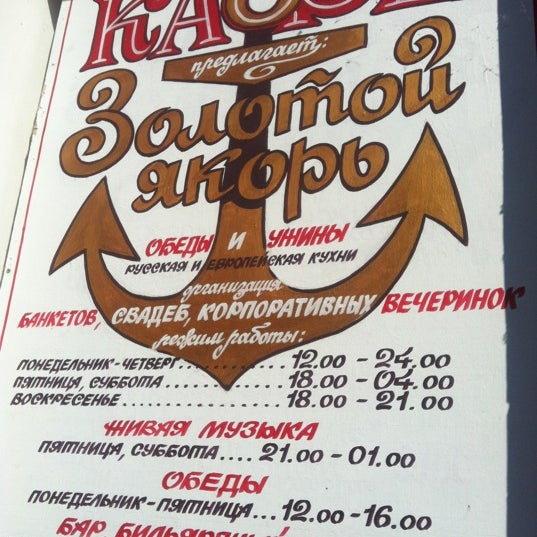 КАФЕ
предлагает:
Золотой
якорь
ОБЕДЫ И УЖИНЫ
РУССКАЯ И ЕВРОПЕЙСКАЯ КУХНИ
организация
БАНКЕТОВ, СВАДЕБ, КОРПОРАТИВНЫХ ВЕЧЕРИНОК
режим работы:
ПОНЕДЕЛЬНИК-ЧЕТВЕРГ............12.00 - 24.00
ПЯТНИЦА, СУББОТА.............18.00 - 04.00
ВОСКРЕСЕНЬЕ....................18.00 - 21.00
ЖИВАЯ МУЗЫКА
ПЯТНИЦА, СУББОТА....21.00 - 01.00
ОБЕДЫ
ПОНЕДЕЛЬНИК-ПЯТНИЦА...12.00 - 16.00
БАР